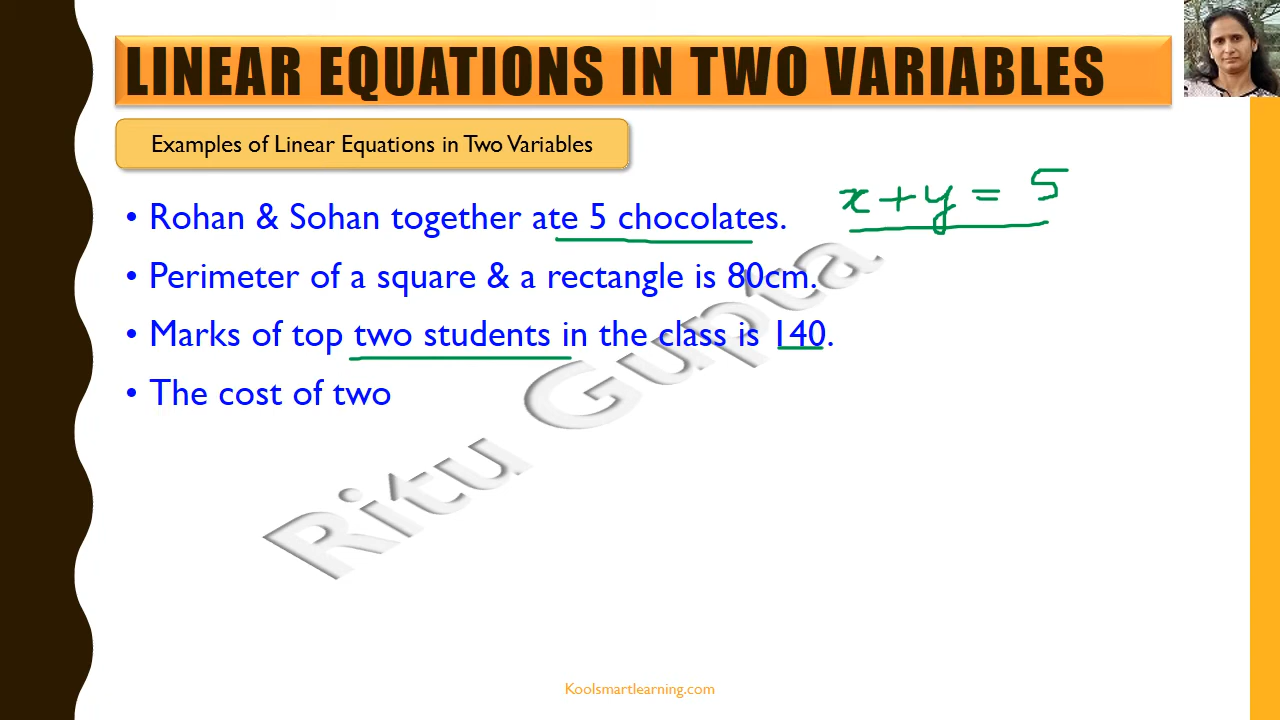 LINEAR EQUATIONS IN TWO VARIABLES
Examples of Linear Equations in Two Variables
• Rohan & Sohan together ate 5 chocolates.
x+y = 5
• Perimeter of a square & a rectangle is 80cm.
• Marks of top two students in the class is 140.
• The cost of two
Ritu Gupta
Koolsmartlearning.com